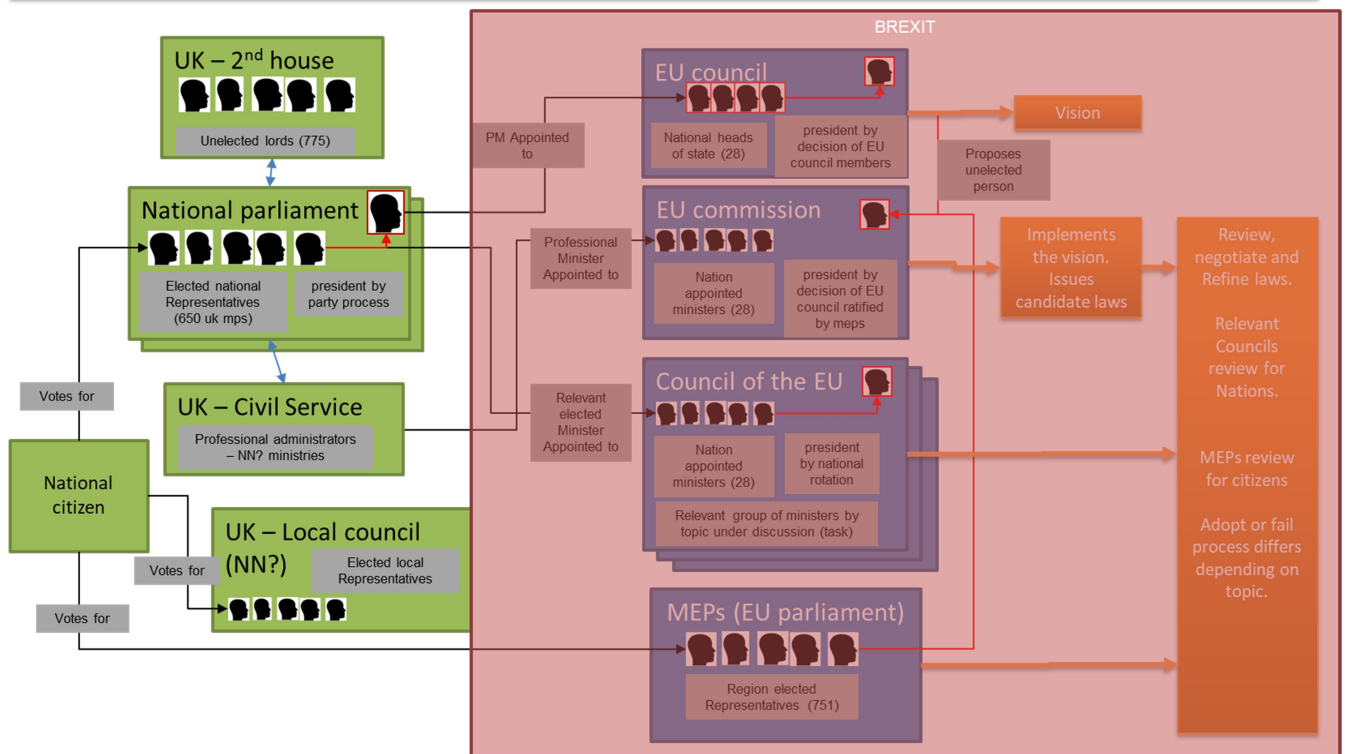 BREXIT
UK – 2nd house
Unelected lords (775)
National parliament
Elected national
Representatives
(650 uk mps)
president by
party process
UK – Civil Service
Professional administrators
– NN? ministries
National
citizen
Votes for
Votes for
Votes for
UK – Local council
(NN?)
Elected local
Representatives
PM Appointed
to
Professional
Minister
Appointed to
Relevant
elected
Minister
Appointed to
EU council
National heads
of state (28)
president by
decision of EU
council members
EU commission
Nation
appointed
ministers (28)
president by
decision of EU
council ratified
by meps
Council of the EU
Nation
appointed
ministers (28)
president
by national
rotation
Relevant group of ministers by
topic under discussion (task)
MEPs (EU parliament)
Region elected
Representatives (751)
Vision
Proposes
unelected
person
Implements
the vision.
Issues
candidate laws
Review,
negotiate and
Refine laws.
Relevant
Councils
review for
Nations.
MEPs review
for citizens
Adopt or fail
process differs
depending on
topic.